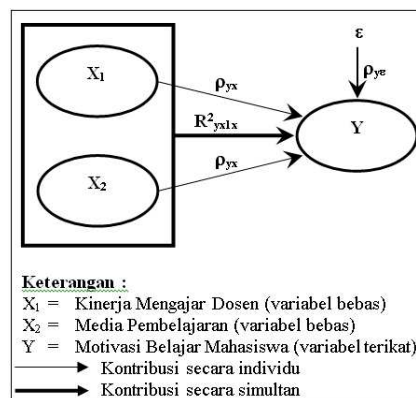 ε
X₁
ρyx
ρyε
R²yx1x
Y
X₂
ρyx
Keterangan :
X₁ = Kinerja Mengajar Dosen (variabel bebas)
X₂ = Media Pembelajaran (variabel bebas)
Y = Motivasi Belajar Mahasiswa (variabel terikat)
Kontribusi secara individu
Kontribusi secara simultan